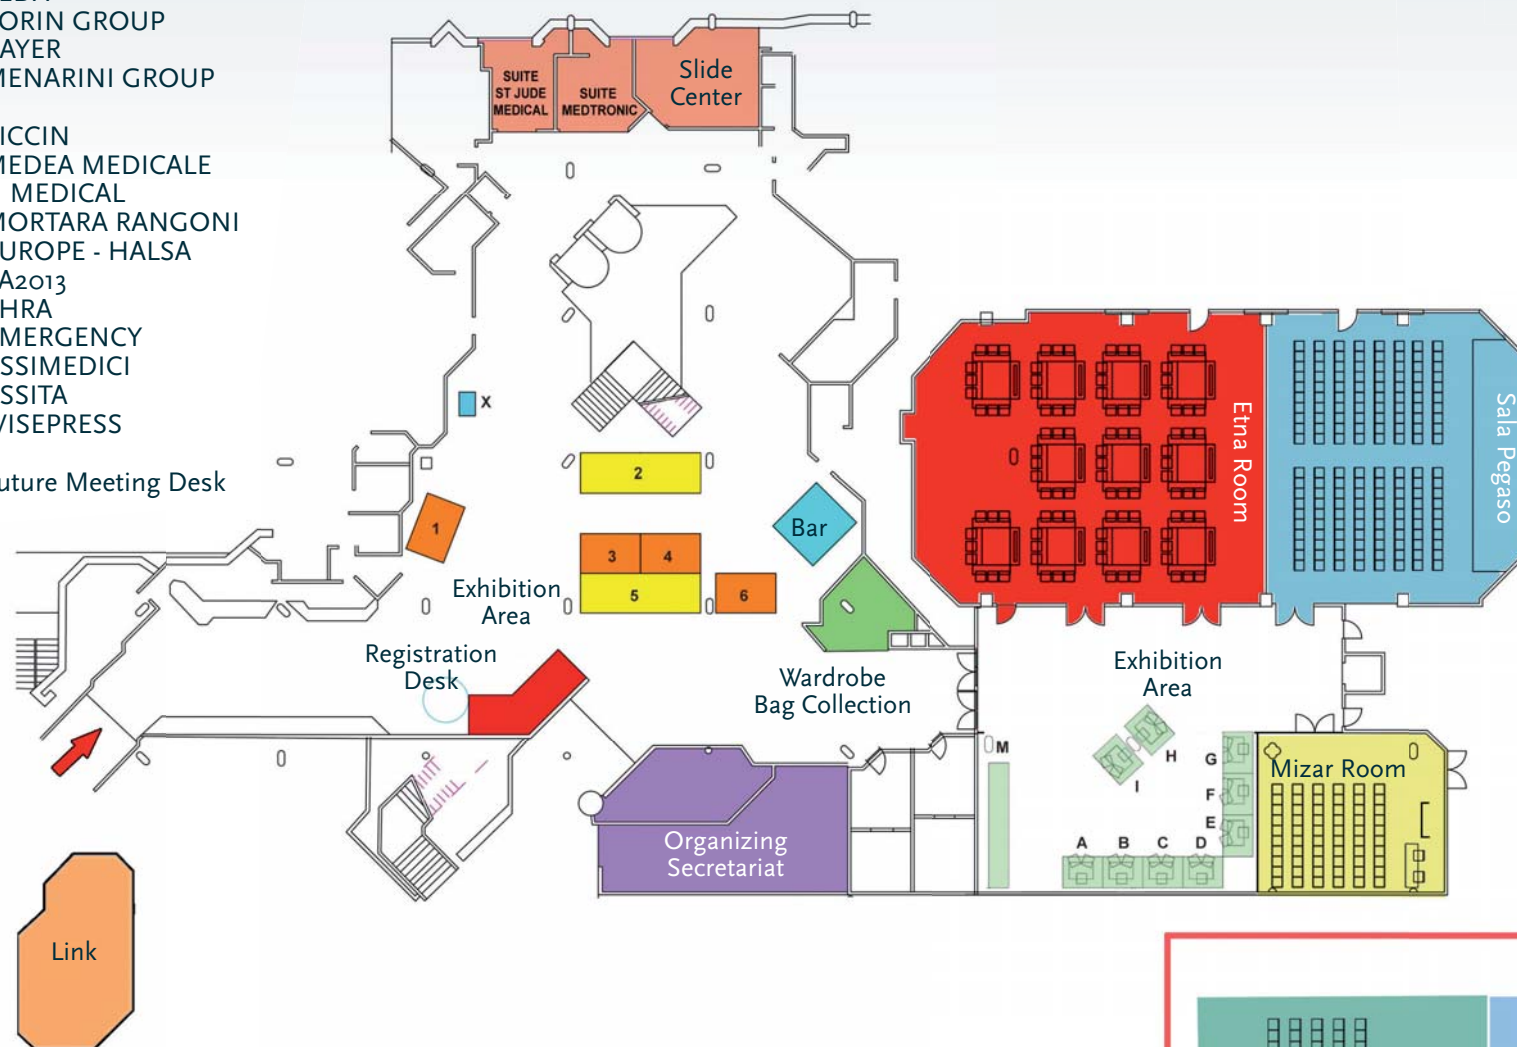 ORIN GROUP
AYER
MENARINI GROUP
ICCIN
MEDEA MEDICALE
MEDICAL
MORTARA RANGONI
UROPE - HALSA
A2013
HRA
MERGENCY
SSIMEDICI
SSITA
WISEPRESS
uture Meeting Desk
SUITE
ST JUDE
MEDICAL
SUITE
MEDTRONIC
Slide
Center
X
2
1
3
4
5
6
Bar
Exhibition
Area
Registration
Desk
Wardrobe
Bag Collection
Etna Room
Sala Pegaso
Exhibition
Area
M
H
I
G
F
E
A
B
C
D
Mizar Room
Organizing
Secretariat
Link